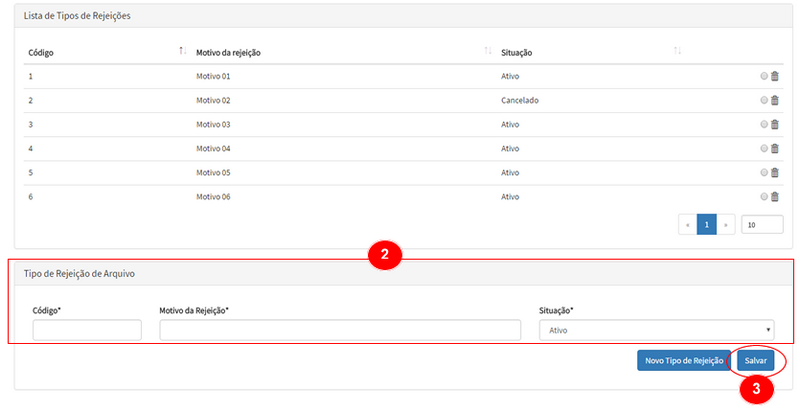 Lista de Tipos de Rejeições
Código Motivo da rejeição Situação
1 Motivo 01 Ativo
2 Motivo 02 Cancelado
3 Motivo 03 Ativo
4 Motivo 04 Ativo
5 Motivo 05 Ativo
6 Motivo 06 Ativo
« 1 » 10
2
Tipo de Rejeição de Arquivo
Código* Motivo da Rejeição* Situação*
Ativo
Novo Tipo de Rejeição Salvar
3